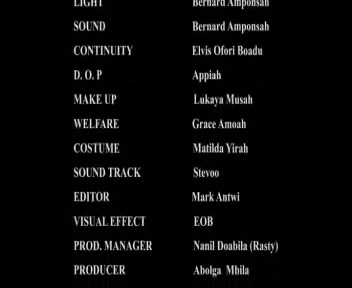 LIGHT Bernard Amponsah
SOUND Bernard Amponsah
CONTINUITY Elvis Ofori Boadu
D. O. P Appiah
MAKE UP Lukaya Musah
WELFARE Grace Amoah
COSTUME Matilda Yirah
SOUND TRACK Stevoo
EDITOR Mark Antwi
VISUAL EFFECT EOB
PROD. MANAGER Nanil Doabila (Rasty)
PRODUCER Abolga Mbila